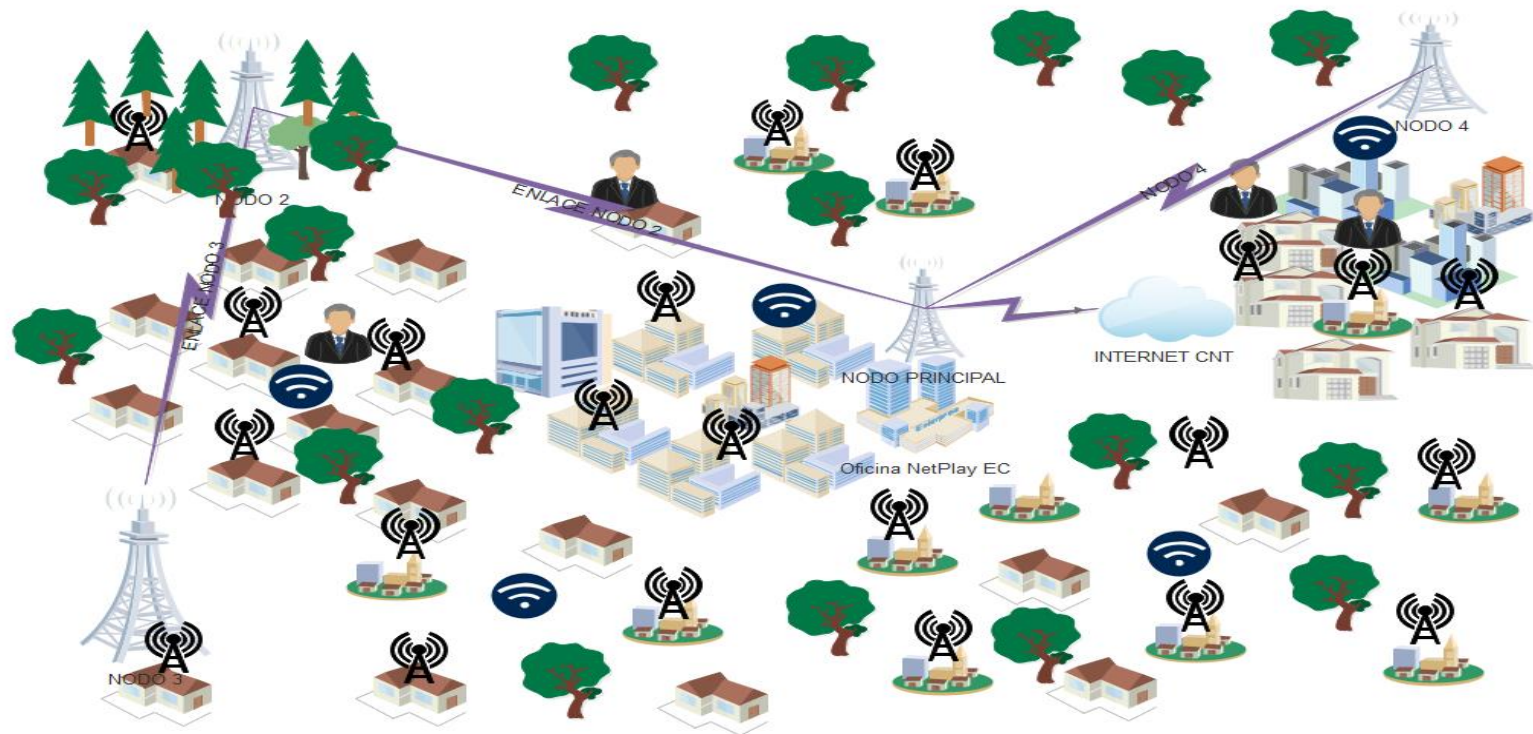 NODO 4
NODO 2
ENLACE NODO 2
NODO 4
ENLACE NODO 3
INTERNET CNT
NODO PRINCIPAL
Oficina NetPlay EC
NODO 3